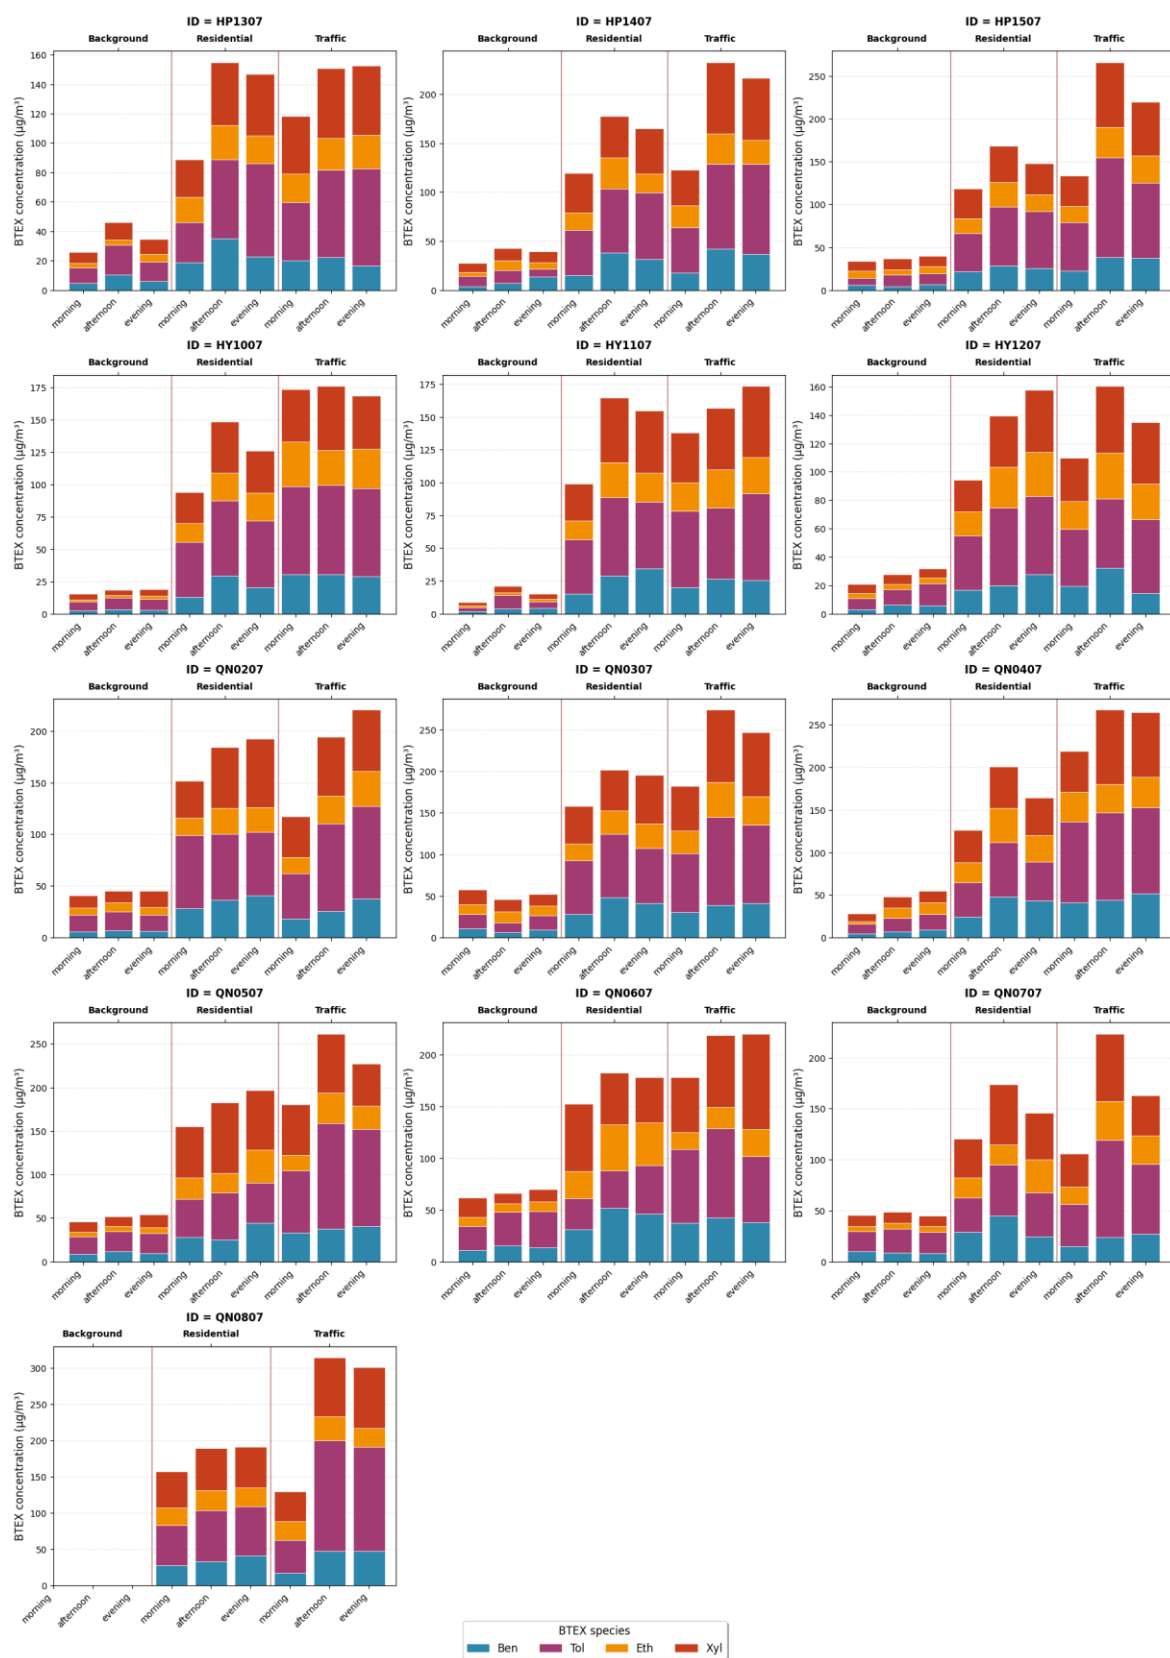 ID = HP1307
Background Residential Traffic
BTEX concentration (µg/m³)
160
140
120
100
80
60
40
20
0
morning afternoon evening morning afternoon evening morning afternoon evening
ID = HP1407
Background Residential Traffic
BTEX concentration (µg/m³)
200
150
100
50
0
morning afternoon evening morning afternoon evening morning afternoon evening
ID = HP1507
Background Residential Traffic
BTEX concentration (µg/m³)
250
200
150
100
50
0
morning afternoon evening morning afternoon evening morning afternoon evening
ID = HY1007
Background Residential Traffic
BTEX concentration (µg/m³)
175
150
125
100
75
50
25
0
morning afternoon evening morning afternoon evening morning afternoon evening
ID = HY1107
Background Residential Traffic
BTEX concentration (µg/m³)
175
150
125
100
75
50
25
0
morning afternoon evening morning afternoon evening morning afternoon evening
ID = HY1207
Background Residential Traffic
BTEX concentration (µg/m³)
160
140
120
100
80
60
40
20
0
morning afternoon evening morning afternoon evening morning afternoon evening
ID = QN0207
Background Residential Traffic
BTEX concentration (µg/m³)
200
150
100
50
0
morning afternoon evening morning afternoon evening morning afternoon evening
ID = QN0307
Background Residential Traffic
BTEX concentration (µg/m³)
250
200
150
100
50
0
morning afternoon evening morning afternoon evening morning afternoon evening
ID = QN0407
Background Residential Traffic
BTEX concentration (µg/m³)
250
200
150
100
50
0
morning afternoon evening morning afternoon evening morning afternoon evening
ID = QN0507
Background Residential Traffic
BTEX concentration (µg/m³)
250
200
150
100
50
0
morning afternoon evening morning afternoon evening morning afternoon evening
ID = QN0607
Background Residential Traffic
BTEX concentration (µg/m³)
200
150
100
50
0
morning afternoon evening morning afternoon evening morning afternoon evening
ID = QN0707
Background Residential Traffic
BTEX concentration (µg/m³)
200
150
100
50
0
morning afternoon evening morning afternoon evening morning afternoon evening
ID = QN0807
Background Residential Traffic
BTEX concentration (µg/m³)
300
250
200
150
100
50
0
morning afternoon evening morning afternoon evening morning afternoon evening
BTEX species
Ben Tol Eth Xyl